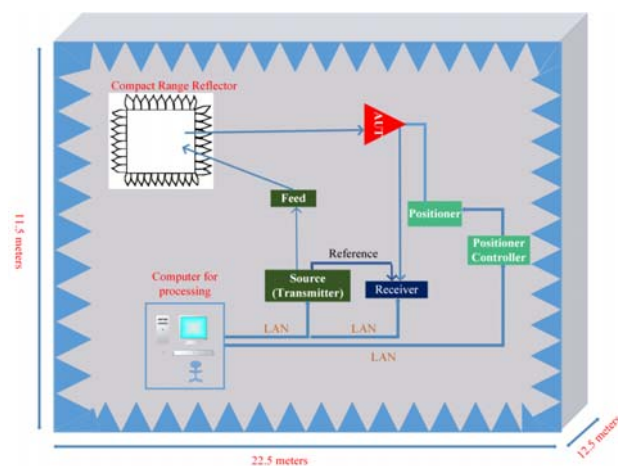 Compact Range Reflector
AUT
Feed
Positioner
Positioner
Controller
Reference
Computer for
processing
Source
(Transmitter)
Receiver
LAN
LAN
LAN
11.5 meters
22.5 meters
12.5 meters